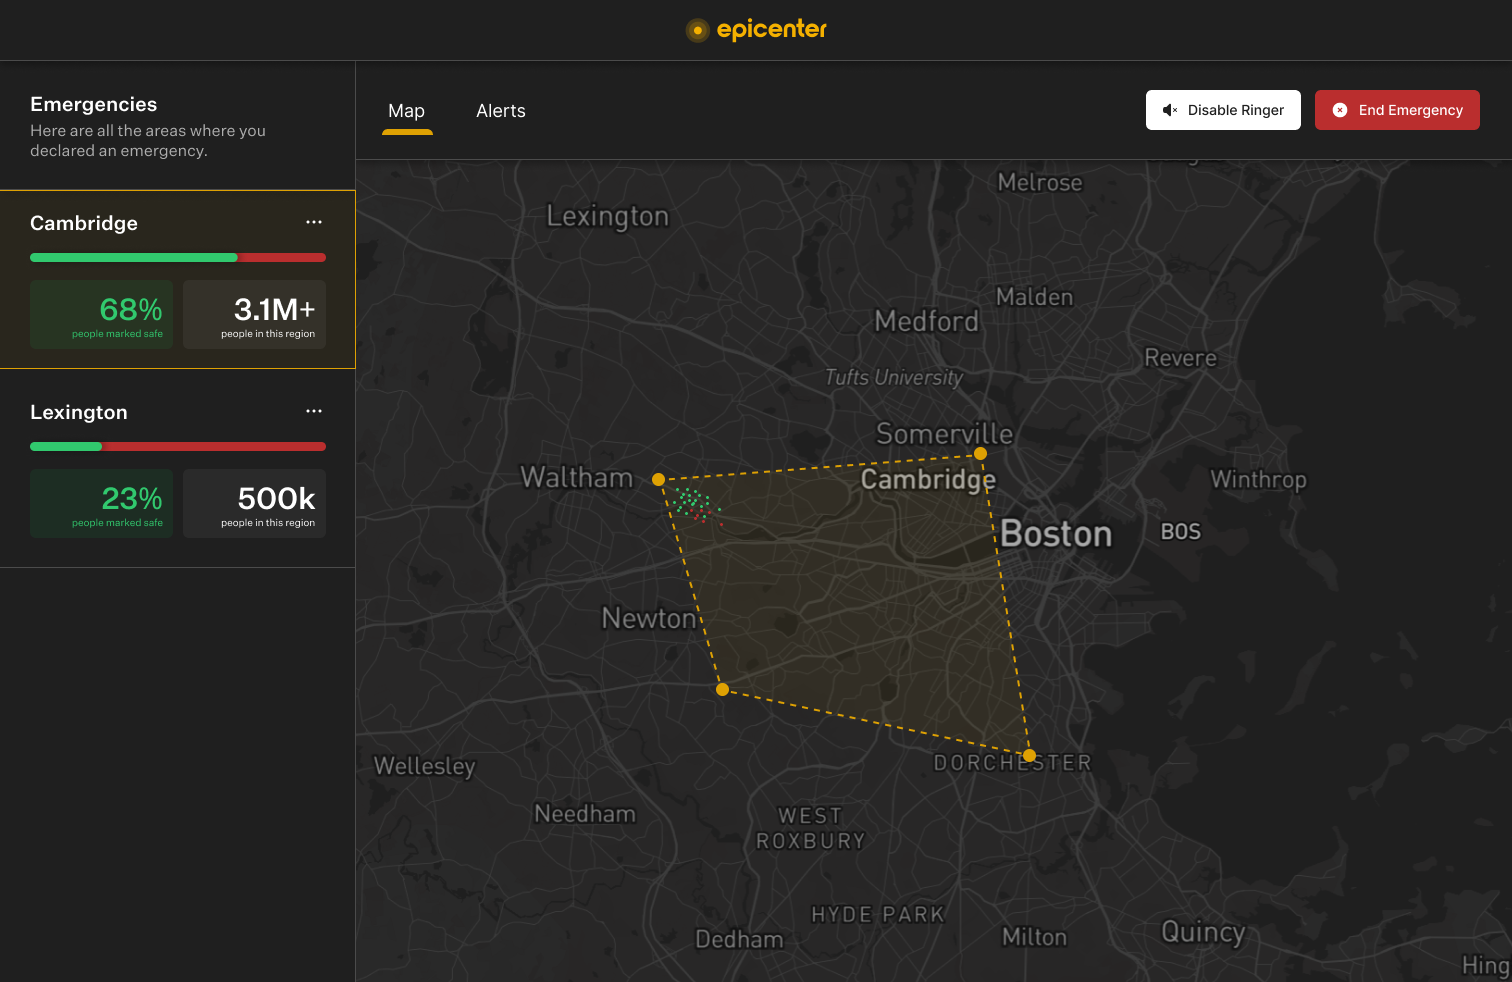 epicenter
Emergencies
Here are all the areas where you
declared an emergency.
Cambridge
68%
people marked safe
3.1M+
people in this region
Lexington
23%
people marked safe
500k
people in this region
Map
Alerts
Disable Ringer
End Emergency
Melrose
Lexington
Malden
Medford
Revere
Tufts University
Somerville
Waltham
Cambridge
Winthrop
Boston
BOS
Newton
DORCHESTER
Wellesley
Needham
WEST
ROXBURY
HYDE PARK
Dedham
Milton
Quincy
Hing